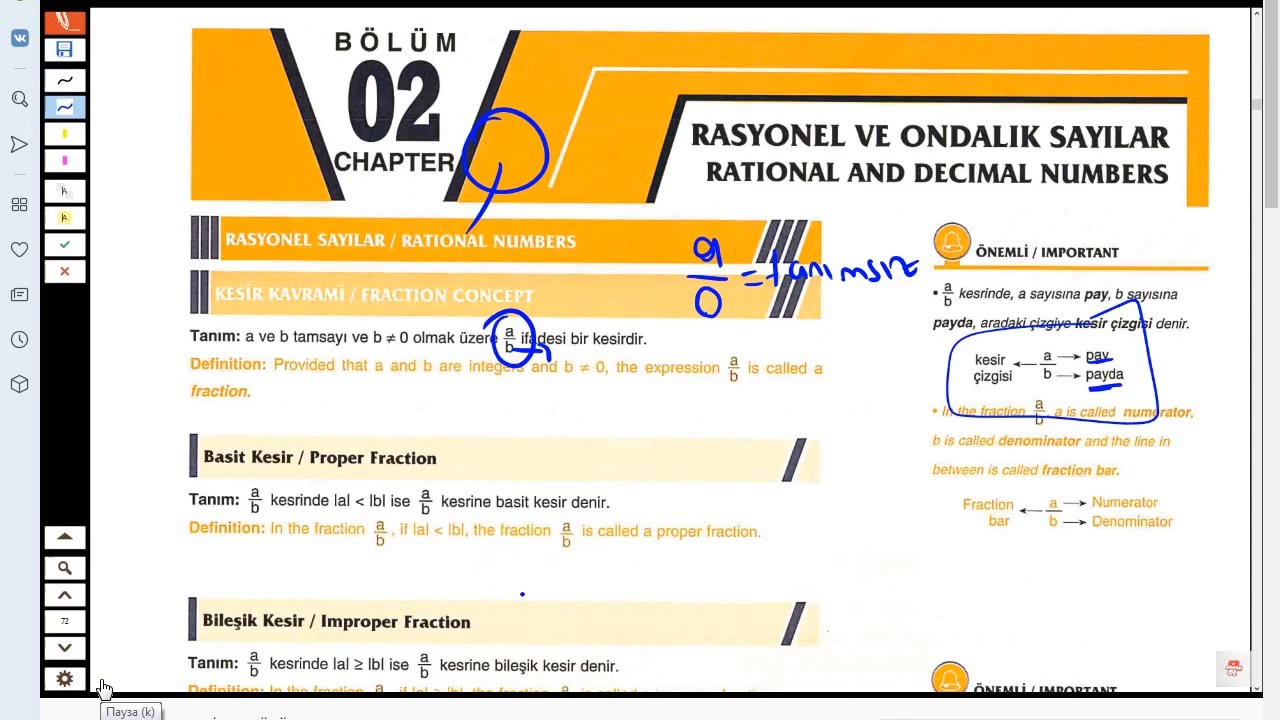 BÖLÜM
02
CHAPTER
RASYONEL VE ONDALIK SAYILAR
RATIONAL AND DECIMAL NUMBERS
RASYONEL SAYILAR / RATIONAL NUMBERS
KESİR KAVRAMI / FRACTION CONCEPT
a/0 = tanımsız
Tanım: a ve b tamsayı ve b ≠ 0 olmak üzere a/b ifadesi bir kesirdir.
Definition: Provided that a and b are integers and b ≠ 0, the expression a/b is called a
fraction.
Basit Kesir / Proper Fraction
Tanım: a/b kesrinde |a| < |b| ise a/b kesrine basit kesir denir.
Definition: In the fraction a/b, if |a| < |b|, the fraction a/b is called a proper fraction.
Bileşik Kesir / Improper Fraction
Tanım: a/b kesrinde |a| ≥ |b| ise a/b kesrine bileşik kesir denir.
ÖNEMLİ / IMPORTANT
• a/b kesrinde, a sayısına pay, b sayısına
payda, aradaki çizgiye kesir çizgisi denir.
kesir ← a → pay
çizgisi b → payda
• In the fraction a/b, a is called numerator,
b is called denominator and the line in
between is called fraction bar.
Fraction ← a → Numerator
bar b → Denominator
ÖNEMLİ / IMPORTANT
72
Пауза (k)